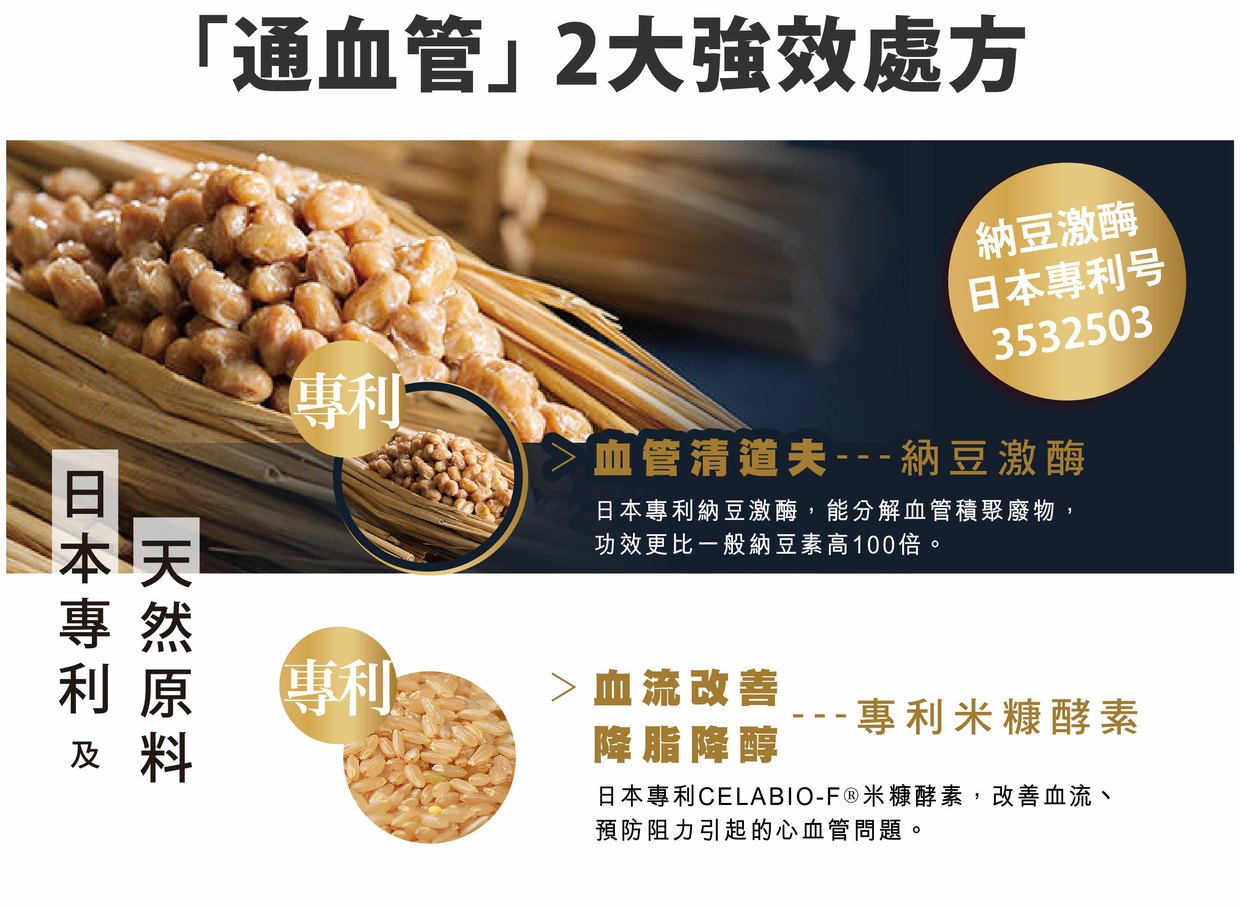 「通血管」2大強效處方
納豆激酶
日本專利号
3532503
專利
血管清道夫---納豆激酶
日本專利納豆激酶，能分解血管積聚廢物，
功效更比一般納豆素高100倍。
日本專利及
天然原料
專利
血流改善
降脂降醇
---專利米糠酵素
日本專利CELABIO-F®米糠酵素，改善血流、
預防阻力引起的心血管問題。